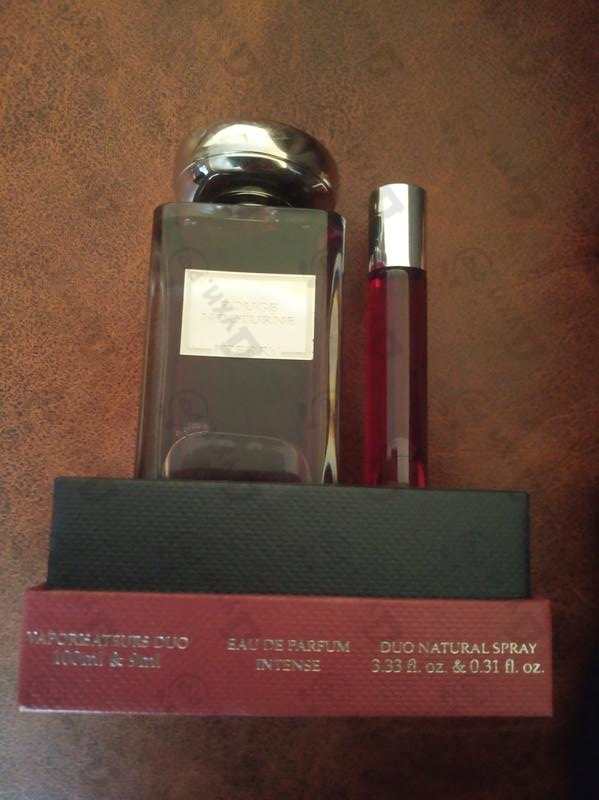 ROUGE
NOCTURNE
VAPORISATEURS DUO
100ml & 9ml
EAU DE PARFUM
INTENSE
DUO NATURAL SPRAY
3.33 fl. oz. & 0.31 fl. oz.